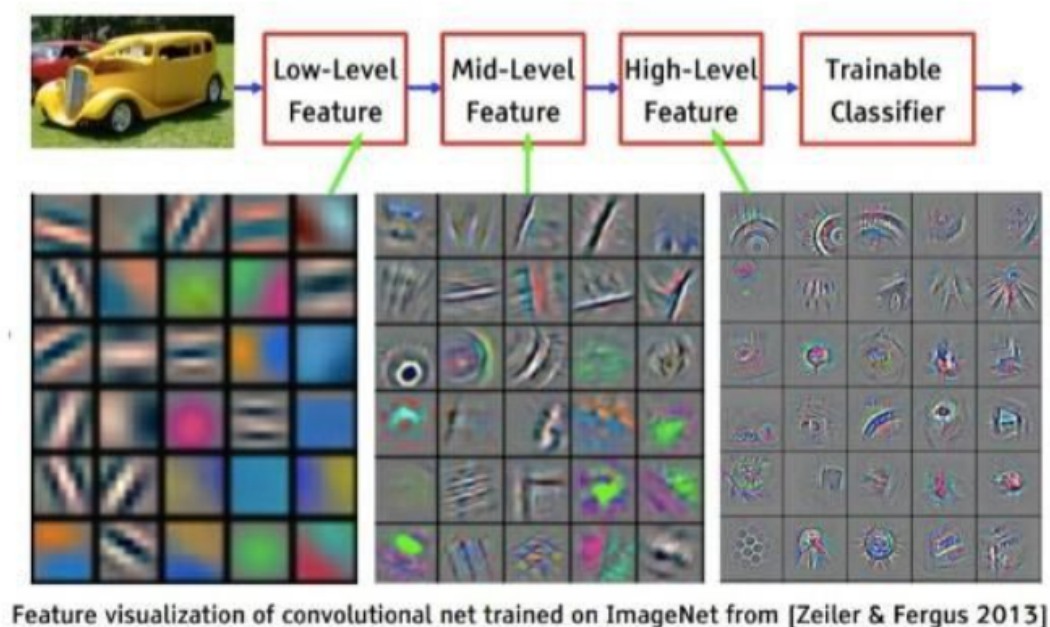 Low-Level
Feature
Mid-Level
Feature
High-Level
Feature
Trainable
Classifier
Feature visualization of convolutional net trained on ImageNet from [Zeiler & Fergus 2013]